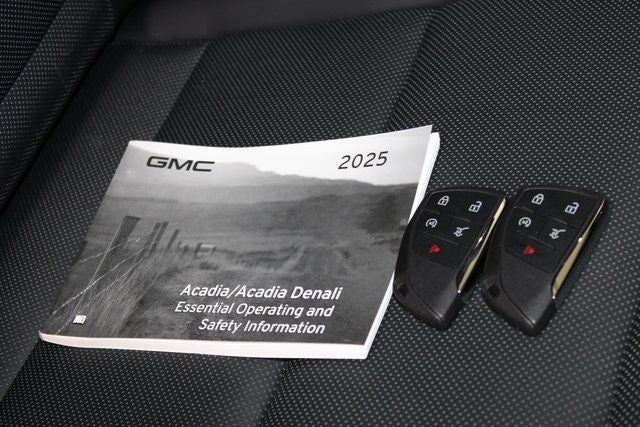 GMC
2025
Acadia/Acadia Denali
Essential Operating and
Safety Information